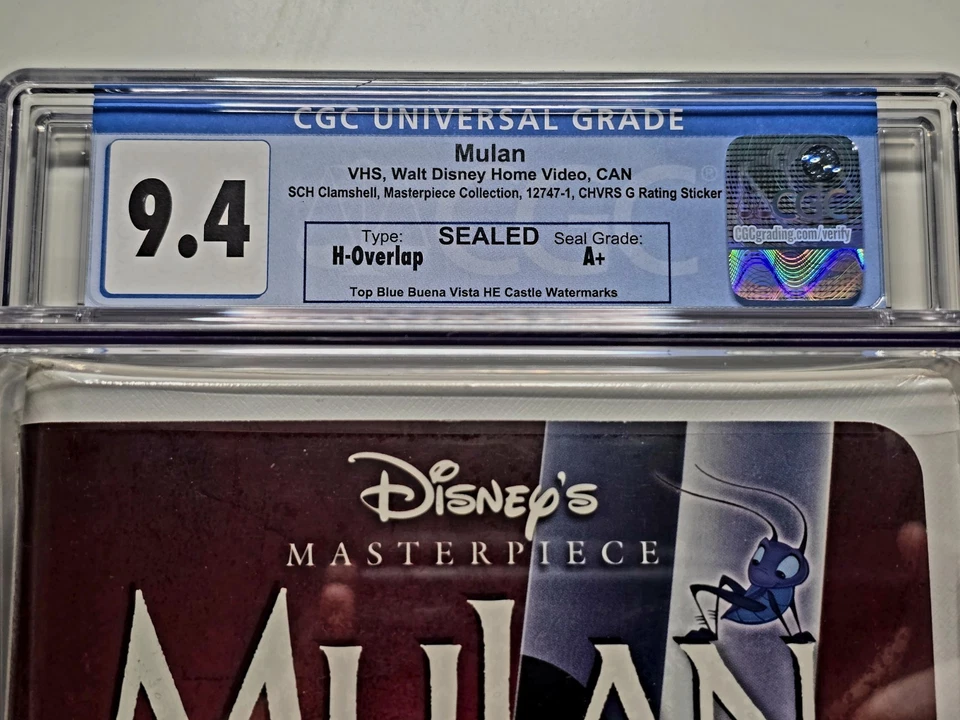 CGC UNIVERSAL GRADE
9.4
Mulan
VHS, Walt Disney Home Video, CAN
SCH Clamshell, Masterpiece Collection, 12747-1, CHVRS G Rating Sticker
Type: SEALED Seal Grade:
H-Overlap A+
Top Blue Buena Vista HE Castle Watermarks
CGC
®
cgc
CGCgrading.com/verify
DISNEY'S
MASTERPIECE
MULAN